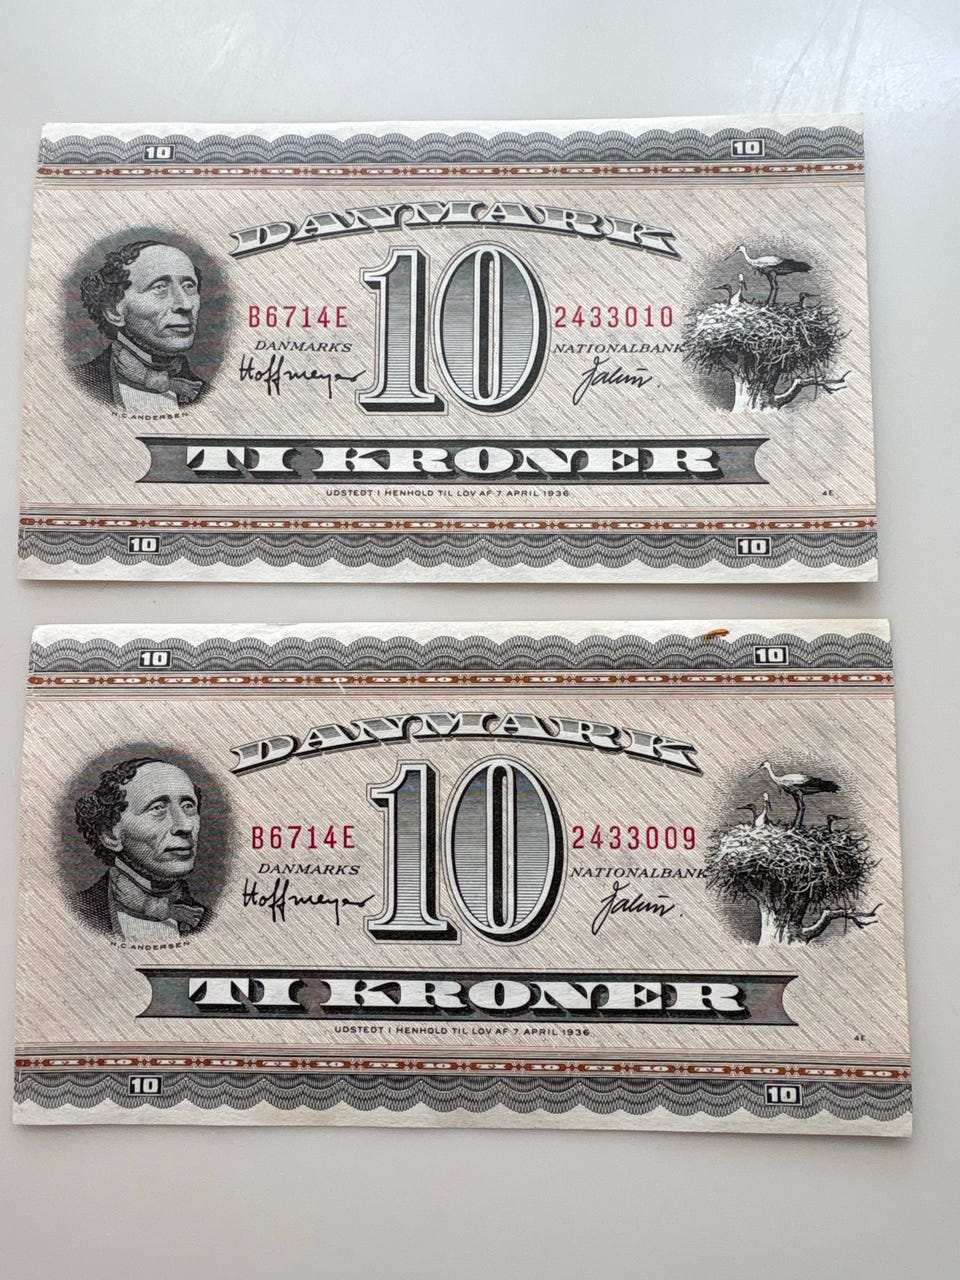 10 10
DANMARK
10
B6714E 2433010
DANMARKS NATIONALBANK
Hoffmeyer
H.C. ANDERSEN
TI KRONER
UDSTEDT I HENHOLD TIL LOV AF 7 APRIL 1936
4E
10 10
10 10
DANMARK
10
B6714E 2433009
DANMARKS NATIONALBANK
Hoffmeyer
H.C. ANDERSEN
TI KRONER
UDSTEDT I HENHOLD TIL LOV AF 7 APRIL 1936
4E
10 10